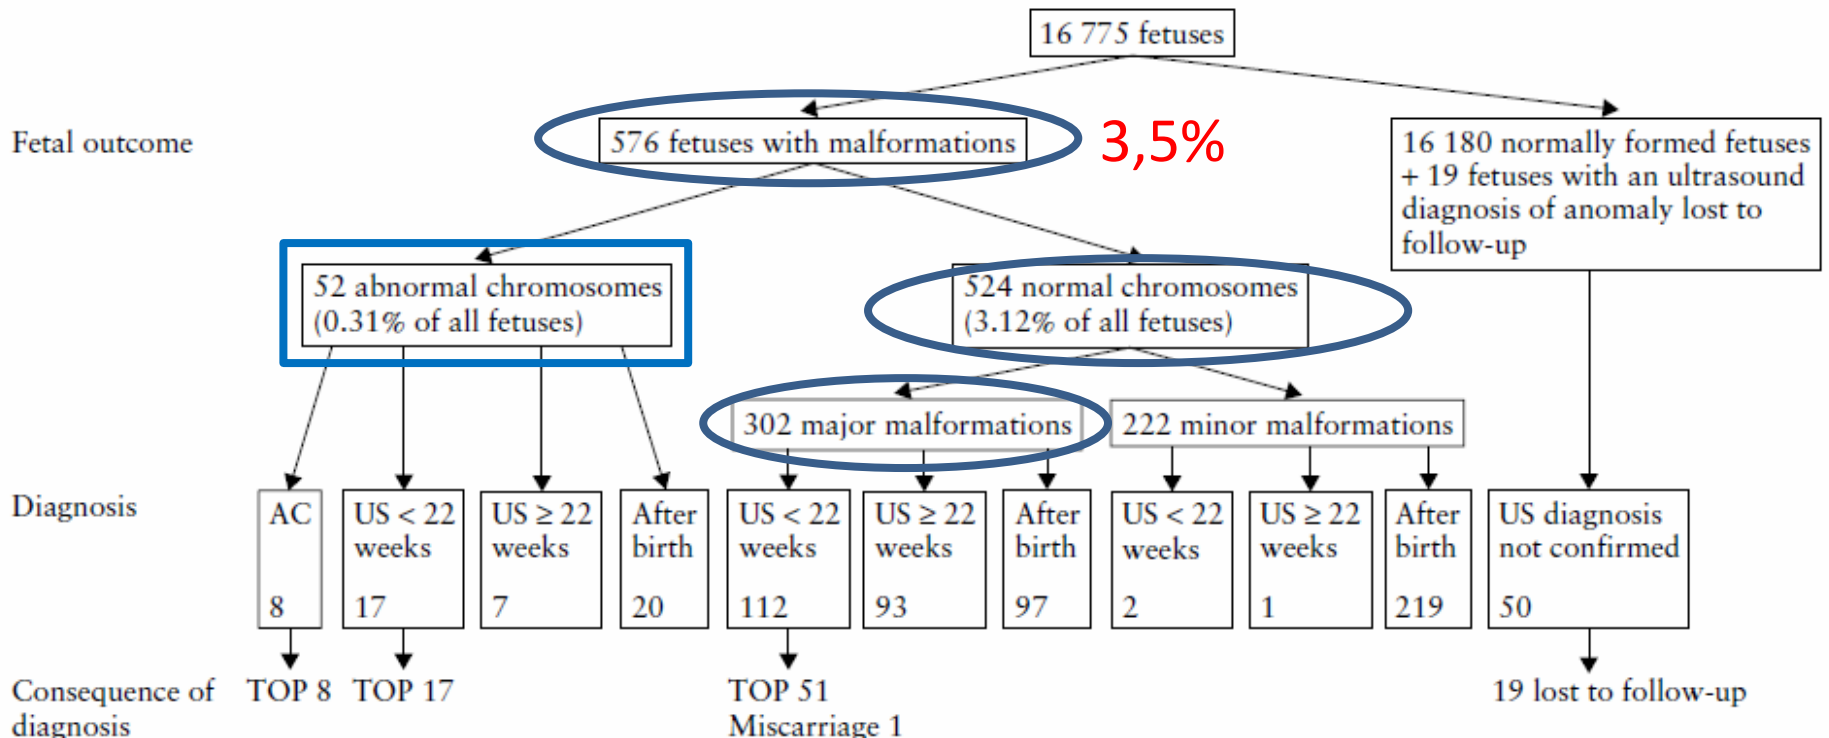 16 775 fetuses
Fetal outcome
576 fetuses with malformations
3,5%
16 180 normally formed fetuses
+ 19 fetuses with an ultrasound
diagnosis of anomaly lost to
follow-up
52 abnormal chromosomes
(0.31% of all fetuses)
524 normal chromosomes
(3.12% of all fetuses)
302 major malformations
222 minor malformations
Diagnosis
AC
8
US < 22
weeks
17
US ≥ 22
weeks
7
After
birth
20
US < 22
weeks
112
US ≥ 22
weeks
93
After
birth
97
US < 22
weeks
2
US ≥ 22
weeks
1
After
birth
219
US diagnosis
not confirmed
50
Consequence of
diagnosis
TOP 8
TOP 17
TOP 51
Miscarriage 1
19 lost to follow-up